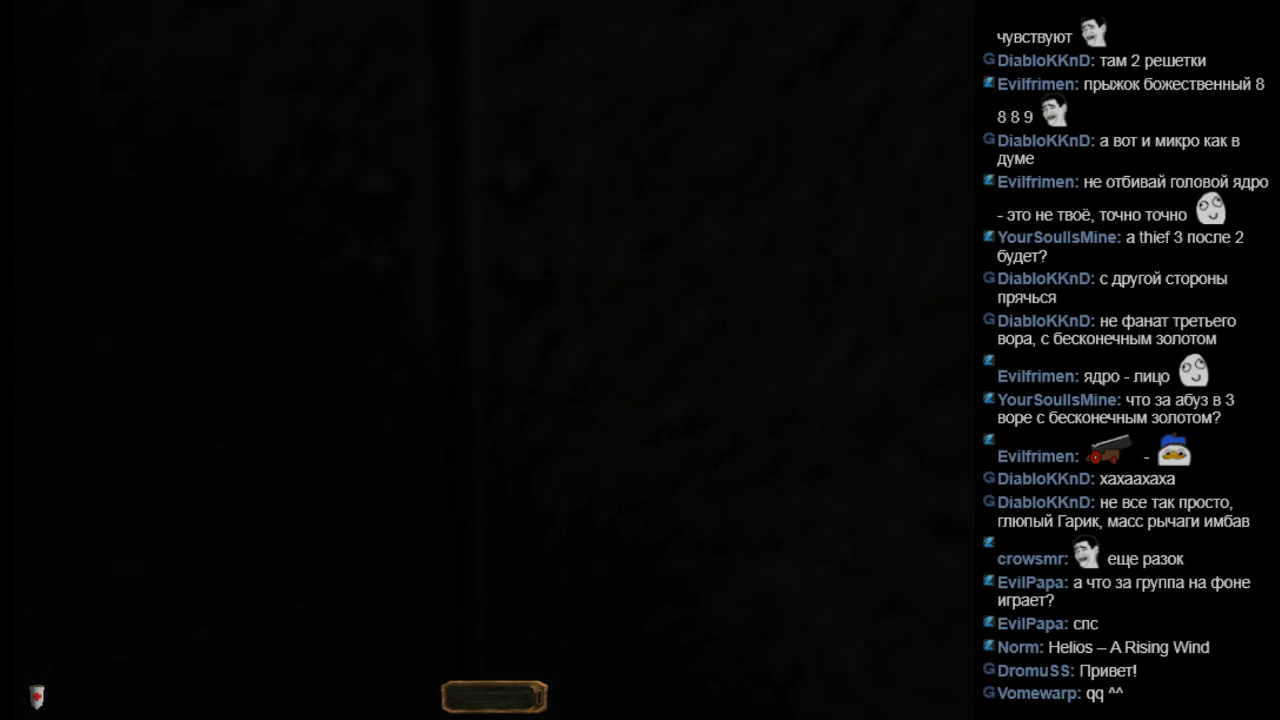 чувствуют
DiabloKKnD: там 2 решетки
Evilfrimen: прыжок божественный 8
8 8 9
DiabloKKnD: а вот и микро как в
думе
Evilfrimen: не отбивай головой ядро
- это не твоё, точно точно
YourSoulIsMine: а thief 3 после 2
будет?
DiabloKKnD: с другой стороны
прячься
DiabloKKnD: не фанат третьего
вора, с бесконечным золотом
Evilfrimen: ядро - лицо
YourSoulIsMine: что за абуз в 3
воре с бесконечным золотом?
Evilfrimen: -
DiabloKKnD: хахаахаха
DiabloKKnD: не все так просто,
глюпый Гарик, масс рычаги имбав
crowsmr: еще разок
EvilPapa: а что за группа на фоне
играет?
EvilPapa: спс
Norm: Helios – A Rising Wind
DromuSS: Привет!
Vomewarp: qq ^^